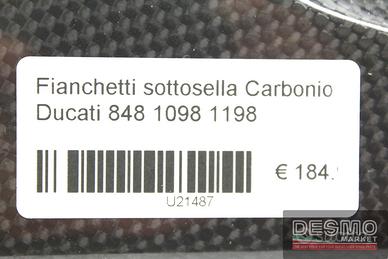 Fianchetti sottosella Carbonio
Ducati 848 1098 1198
€ 184.
U21487
DESMO
MARKET